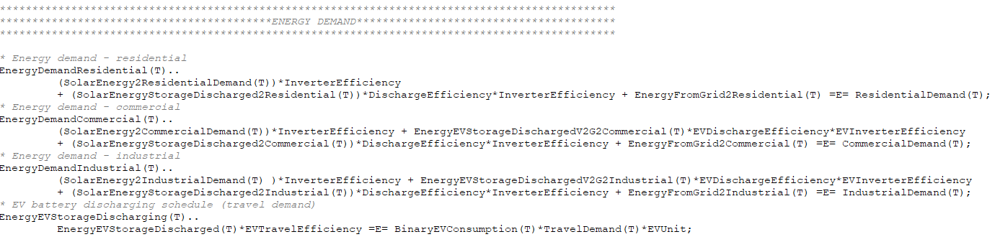 ***********************************************************************************************
******************************************ENERGY DEMAND****************************************
***********************************************************************************************
* Energy demand - residential
EnergyDemandResidential(T)..
(SolarEnergy2ResidentialDemand(T))*InverterEfficiency
+ (SolarEnergyStorageDischarged2Residential(T))*DischargeEfficiency*InverterEfficiency + EnergyFromGrid2Residential(T) =E= ResidentialDemand(T);
* Energy demand - commercial
EnergyDemandCommercial(T)..
(SolarEnergy2CommercialDemand(T))*InverterEfficiency + EnergyEVStorageDischargedV2G2Commercial(T)*EVDischargeEfficiency*EVInverterEfficiency
+ (SolarEnergyStorageDischarged2Commercial(T))*DischargeEfficiency*InverterEfficiency + EnergyFromGrid2Commercial(T) =E= CommercialDemand(T);
* Energy demand - industrial
EnergyDemandIndustrial(T)..
(SolarEnergy2IndustrialDemand(T) )*InverterEfficiency + EnergyEVStorageDischargedV2G2Industrial(T)*EVDischargeEfficiency*EVInverterEfficiency
+ (SolarEnergyStorageDischarged2Industrial(T))*DischargeEfficiency*InverterEfficiency + EnergyFromGrid2Industrial(T) =E= IndustrialDemand(T);
* EV battery discharging schedule (travel demand)
EnergyEVStorageDischarging(T)..
EnergyEVStorageDischarged(T)*EVTravelEfficiency =E= BinaryEVConsumption(T)*TravelDemand(T)*EVUnit;